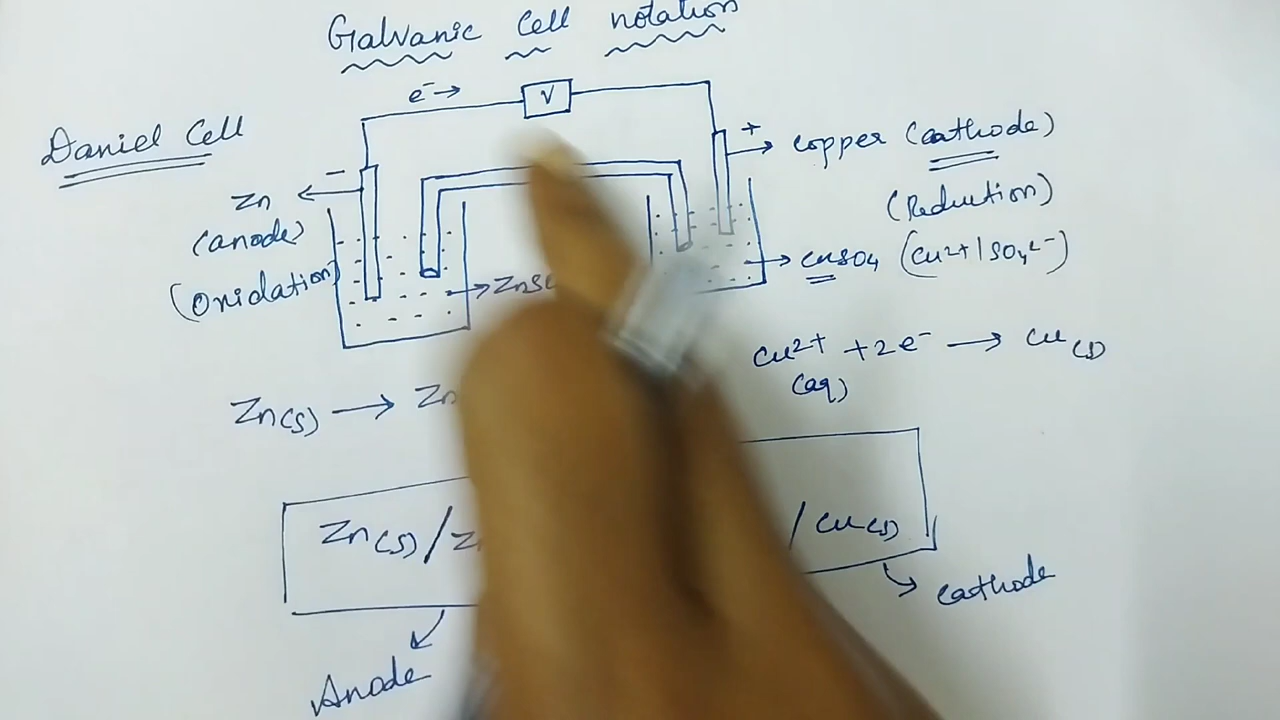 Galvanic Cell notation
e⁻ → V
Daniel Cell
− + → copper (cathode)
Zn
(anode)
(Reduction)
(Oxidation)
→ CuSO4 (Cu2+ | SO4 2−)
Cu2+ + 2e⁻ → Cu (s)
(aq)
Zn(s) → Zn
Zn(s) / / Cu(s)
Cathode
Anode